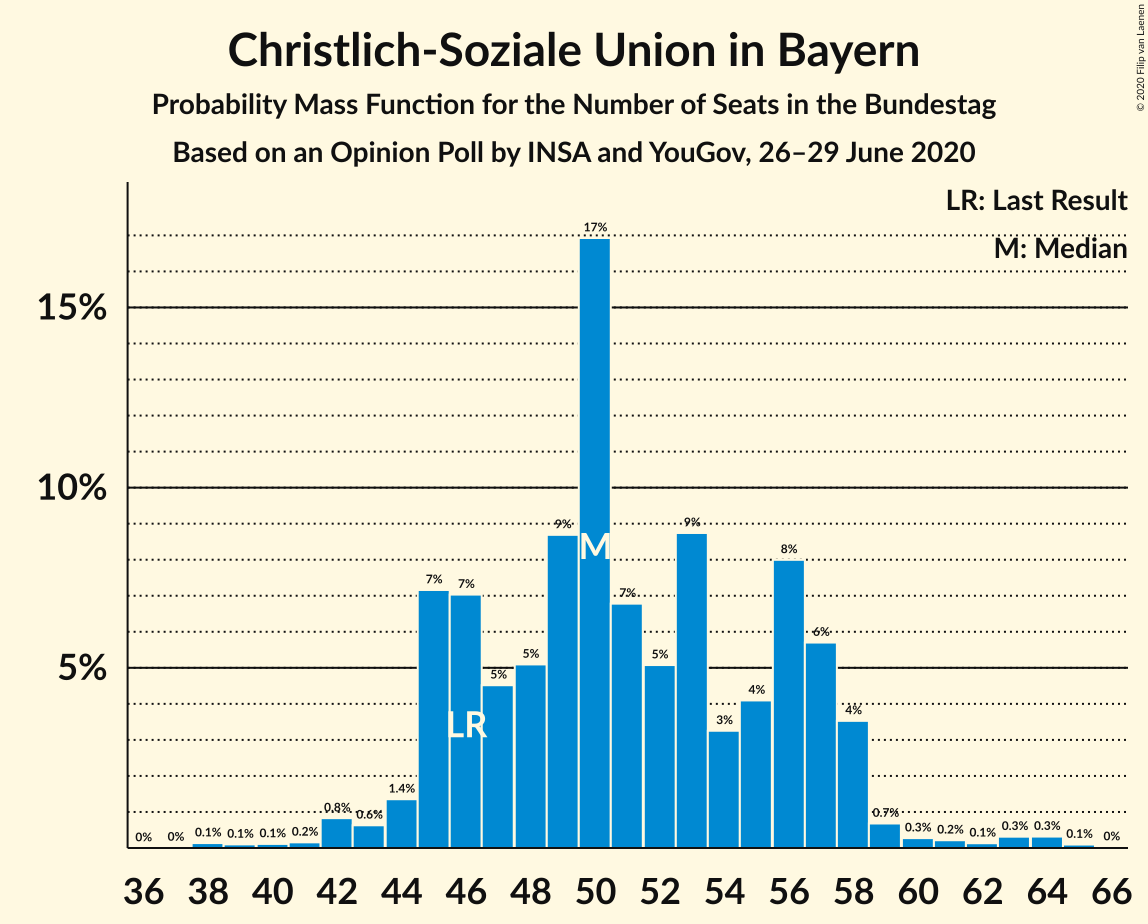 Christlich-Soziale Union in Bayern
Probability Mass Function for the Number of Seats in the Bundestag
Based on an Opinion Poll by INSA and YouGov, 26–29 June 2020
© 2020 Filip van Laenen
LR: Last Result
M: Median
15%
10%
5%
0% 0% 0.1% 0.1% 0.1% 0.2% 0.8% 0.6% 1.4% 7% 7% 5% 5% 9% 17% 7% 5% 9% 3% 4% 8% 6% 4% 0.7% 0.3% 0.2% 0.1% 0.3% 0.3% 0.1% 0%
LR
M
36 38 40 42 44 46 48 50 52 54 56 58 60 62 64 66